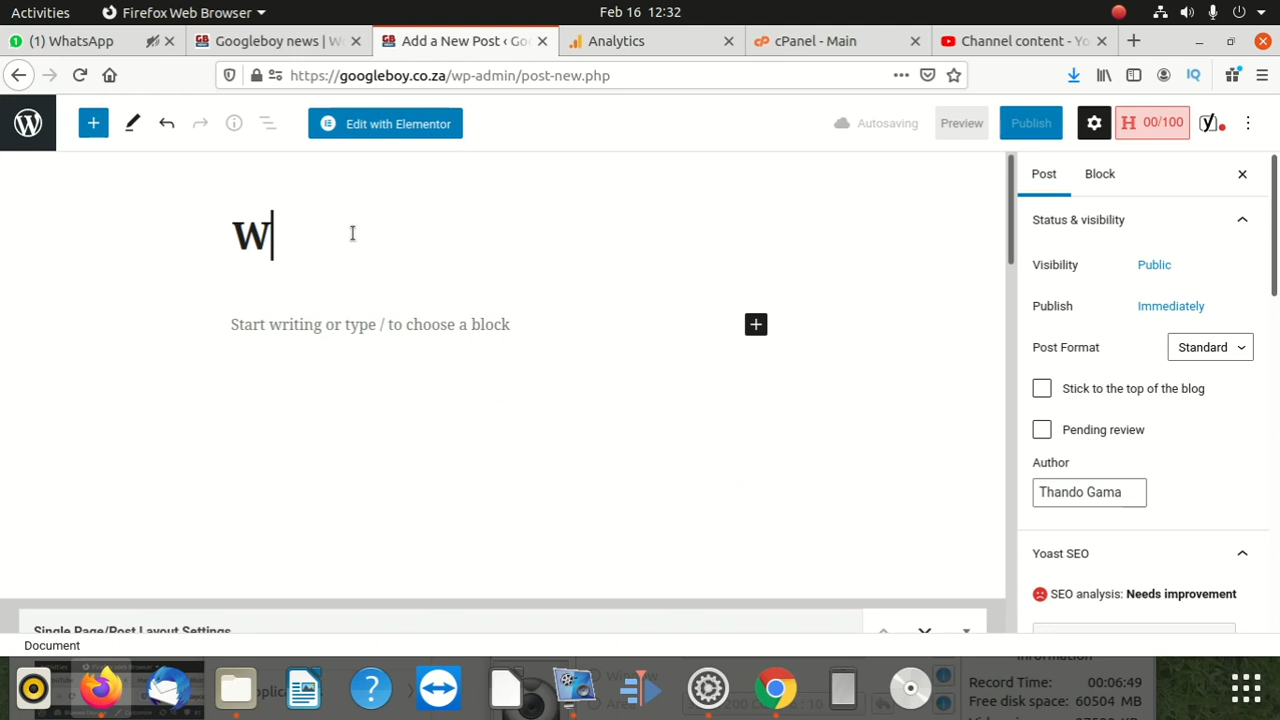 Activities Firefox Web Browser Feb 16 12:32
(1) WhatsApp Googleboy news | W Add a New Post ‹ Go Analytics cPanel - Main Channel content - Yo
https://googleboy.co.za/wp-admin/post-new.php IQ
Edit with Elementor Autosaving Preview Publish H 00/100
Post Block
W
Status & visibility
Visibility Public
Start writing or type / to choose a block
Publish Immediately
Post Format Standard
Stick to the top of the blog
Pending review
Author
Thando Gama
Yoast SEO
SEO analysis: Needs improvement
Single Page/Post Layout Settings
Document
Information
Record Time: 00:06:49
Free disk space: 60504 MB